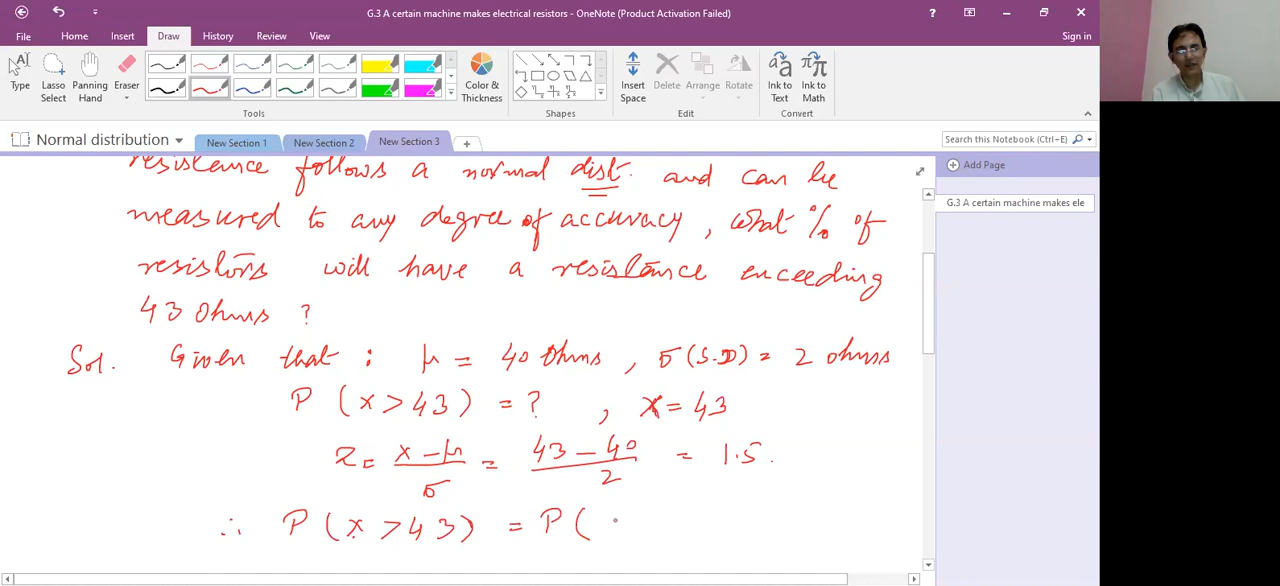 G.3 A certain machine makes electrical resistors - OneNote (Product Activation Failed)
?
File Home Insert Draw History Review View Sign in
Type Lasso Select Panning Hand Eraser Color & Thickness Insert Space Delete Arrange Rotate Ink to Text Ink to Math
Tools Shapes Edit Convert
Normal distribution New Section 1 New Section 2 New Section 3 Search this Notebook (Ctrl+E)
Add Page
G.3 A certain machine makes ele
resistance follows a normal dist. and can be
measured to any degree of accuracy, what % of
resistors will have a resistance exceeding
43 ohms ?
Sol. Given that : μ = 40 ohms, σ(S.D) = 2 ohms
P(x > 43) = ? , x = 43
z = x - μ / σ = 43 - 40 / 2 = 1.5.
∴ P(x > 43) = P(